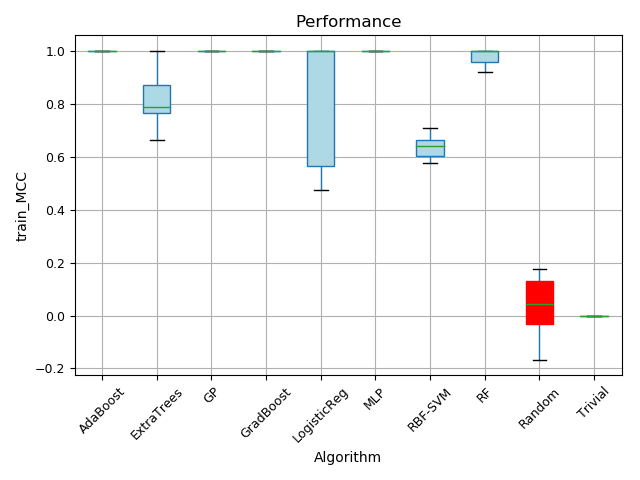 Performance
train_MCC
1.0
0.8
0.6
0.4
0.2
0.0
−0.2
AdaBoost
ExtraTrees
GP
GradBoost
LogisticReg
MLP
RBF-SVM
RF
Random
Trivial
Algorithm